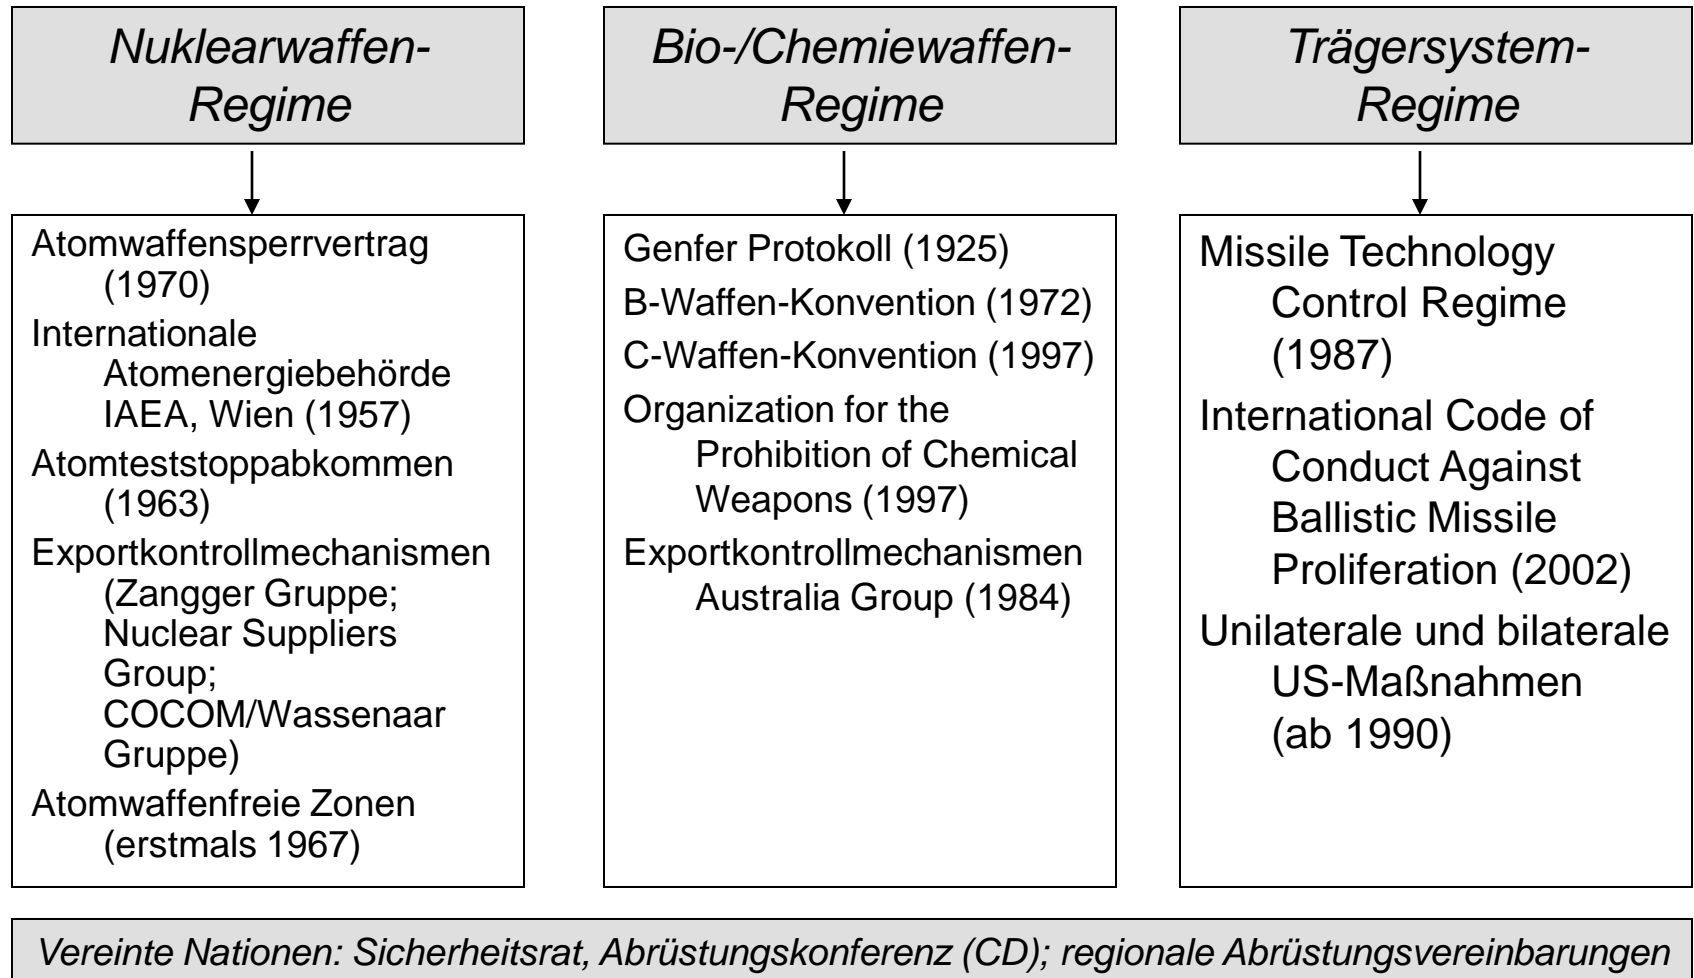 Nuklearwaffen-
Regime
Atomwaffensperrvertrag
(1970)
Internationale
Atomenergiebehörde
IAEA, Wien (1957)
Atomteststoppabkommen
(1963)
Exportkontrollmechanismen
(Zangger Gruppe;
Nuclear Suppliers
Group;
COCOM/Wassenaar
Gruppe)
Atomwaffenfreie Zonen
(erstmals 1967)
Bio-/Chemiewaffen-
Regime
Genfer Protokoll (1925)
B-Waffen-Konvention (1972)
C-Waffen-Konvention (1997)
Organization for the
Prohibition of Chemical
Weapons (1997)
Exportkontrollmechanismen
Australia Group (1984)
Trägersystem-
Regime
Missile Technology
Control Regime
(1987)
International Code of
Conduct Against
Ballistic Missile
Proliferation (2002)
Unilaterale und bilaterale
US-Maßnahmen
(ab 1990)
Vereinte Nationen: Sicherheitsrat, Abrüstungskonferenz (CD); regionale Abrüstungsvereinbarungen